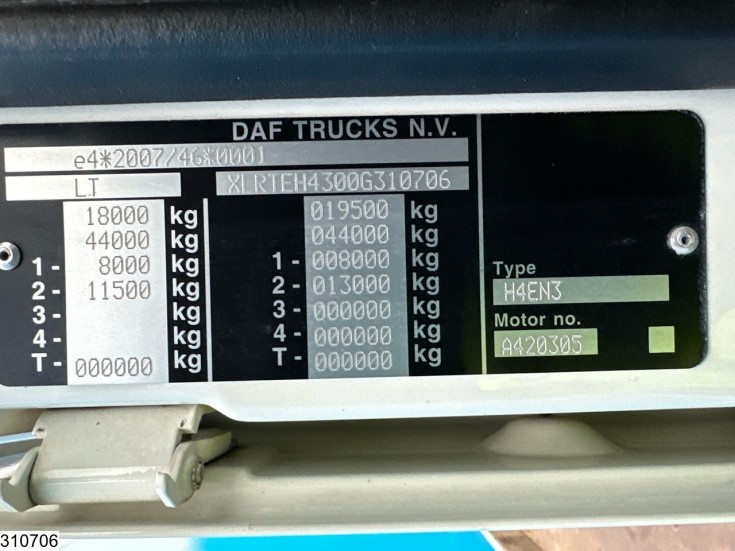 DAF TRUCKS N.V.
e4*2007/46*0001
LT XLRTEH4300G310706
18000 kg 019500 kg
44000 kg 044000 kg
1- 8000 kg 1- 008000 kg
2- 11500 kg 2- 013000 kg
3- kg 3- 000000 kg
4- kg 4- 000000 kg
T- 000000 kg T- 000000 kg
Type
H4EN3
Motor no.
A420305
310706